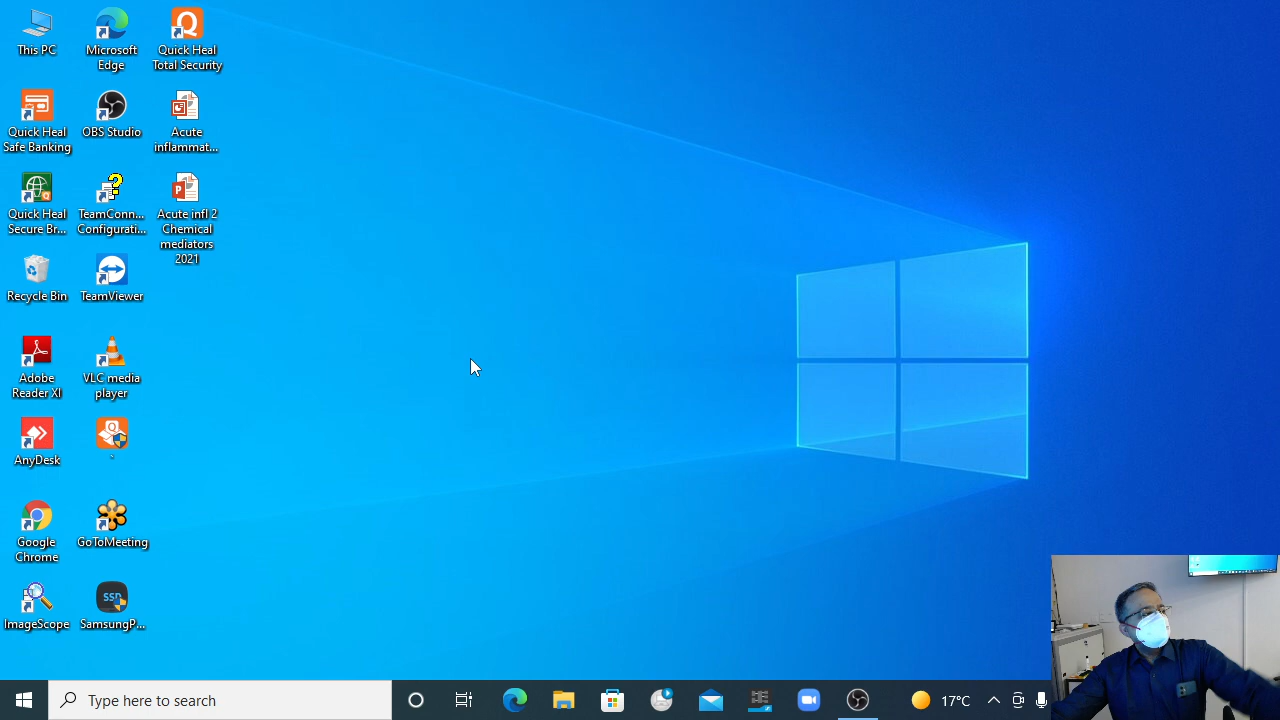 This PC
Microsoft
Edge
Quick Heal
Total Security
Quick Heal
Safe Banking
OBS Studio
Acute
inflammat...
Quick Heal
Secure Br...
TeamConn...
Configurati...
Acute infl 2
Chemical
mediators
2021
Recycle Bin
TeamViewer
Adobe
Reader XI
VLC media
player
AnyDesk
Google
Chrome
GoToMeeting
ImageScope
SSD
SamsungP...
Type here to search
17°C